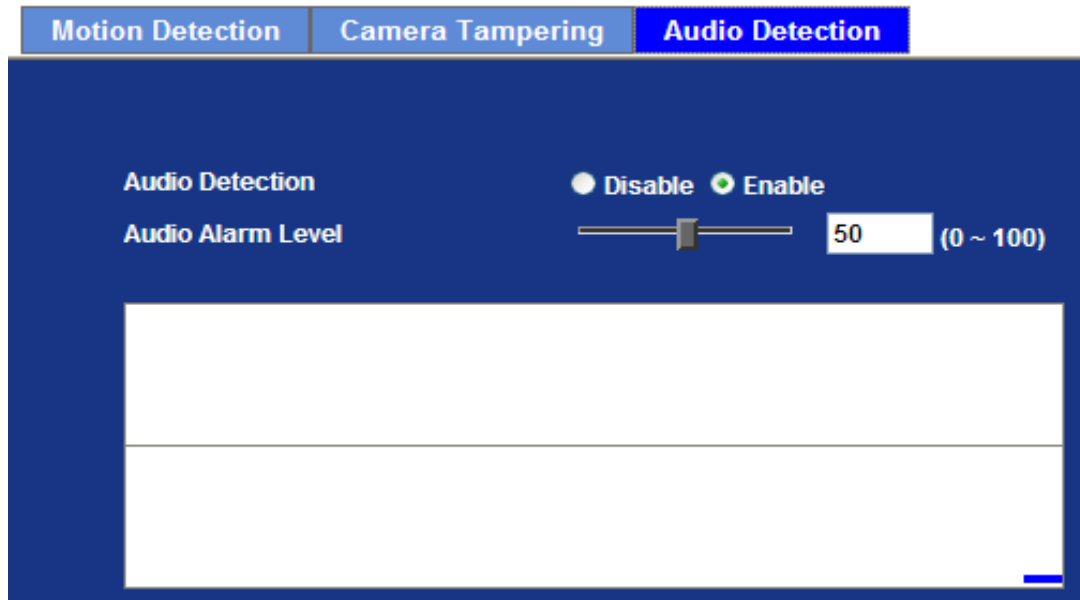 Motion Detection Camera Tampering Audio Detection
Audio Detection Disable Enable
Audio Alarm Level 50 (0 ~ 100)